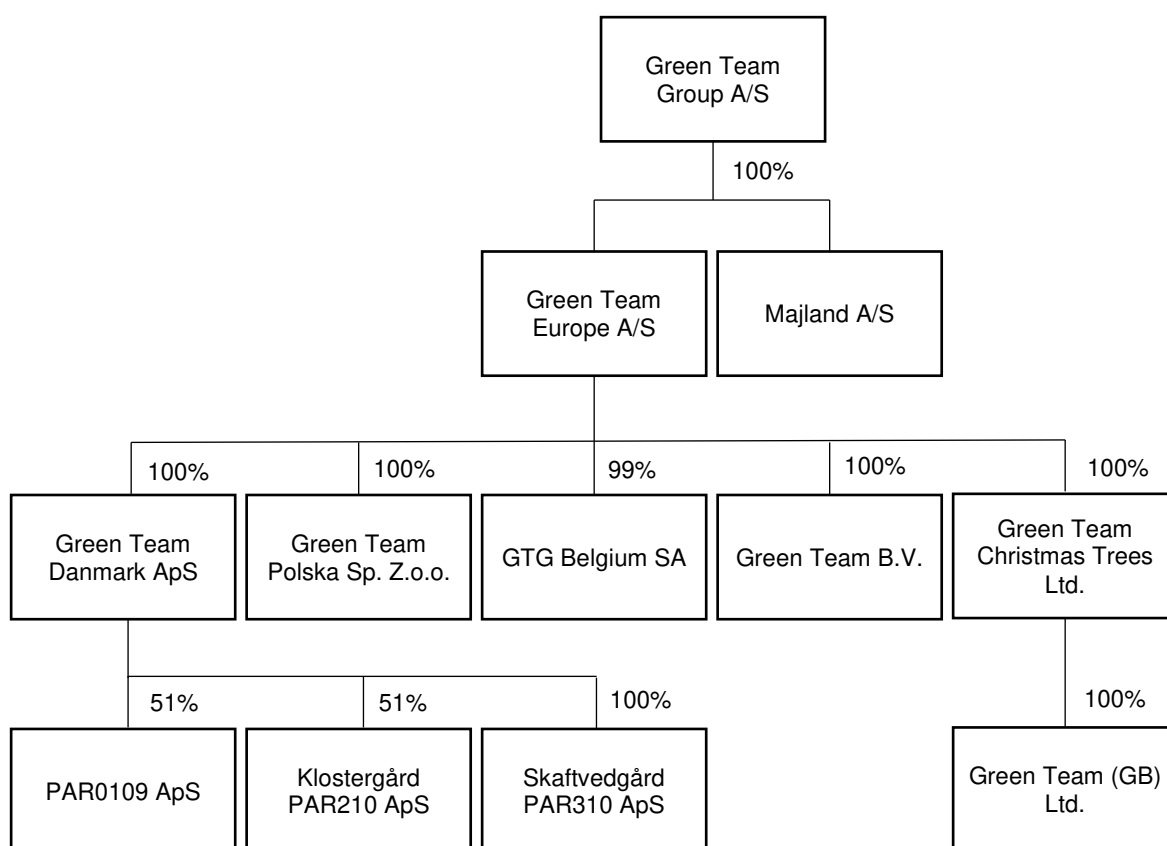 Green Team
Group A/S
100%
Green Team
Europe A/S
Majland A/S
100%
100%
99%
100%
100%
Green Team
Danmark ApS
Green Team
Polska Sp. Z.o.o.
GTG Belgium SA
Green Team B.V.
Green Team
Christmas Trees
Ltd.
51%
51%
100%
100%
PAR0109 ApS
Klostergård
PAR210 ApS
Skaftvedgård
PAR310 ApS
Green Team (GB)
Ltd.